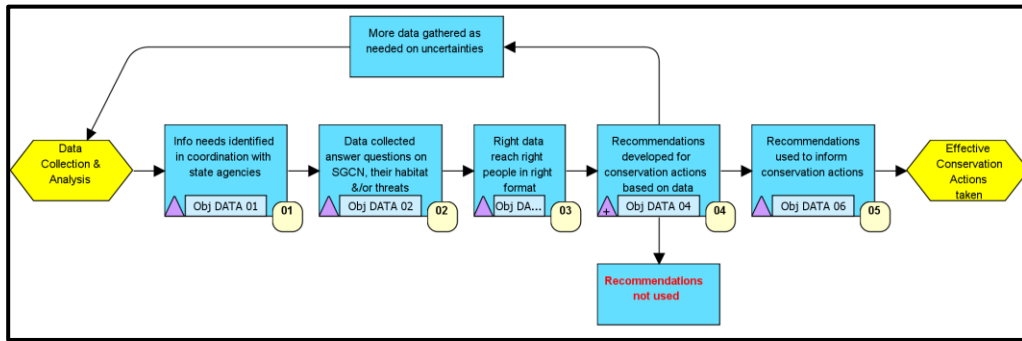 More data gathered as
needed on uncertainties
Data
Collection &
Analysis
Info needs identified
in coordination with
state agencies
Obj DATA 01
01
Data collected
answer questions on
SGCN, their habitat
&/or threats
Obj DATA 02
02
Right data
reach right
people in right
format
Obj DA...
03
Recommendations
developed for
conservation actions
based on data
+
Obj DATA 04
04
Recommendations
used to inform
conservation actions
Obj DATA 06
05
Effective
Conservation
Actions
taken
Recommendations
not used